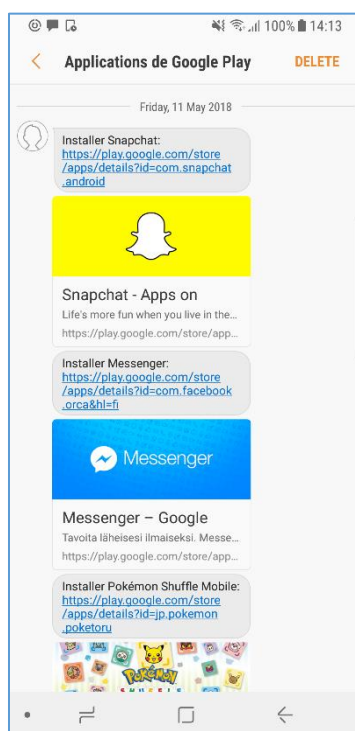 100% 14:13
Applications de Google Play DELETE
Friday, 11 May 2018
Installer Snapchat:
https://play.google.com/store
/apps/details?id=com.snapchat
.android
Snapchat - Apps on
Life's more fun when you live in the...
https://play.google.com/store/app...
Installer Messenger:
https://play.google.com/store
/apps/details?id=com.facebook
.orca&hl=fi
Messenger
Messenger – Google
Tavoita läheisesi ilmaiseksi. Messe...
https://play.google.com/store/app...
Installer Pokémon Shuffle Mobile:
https://play.google.com/store
/apps/details?id=jp.pokemon
.poketoru
Pokémon
SHUFFLE